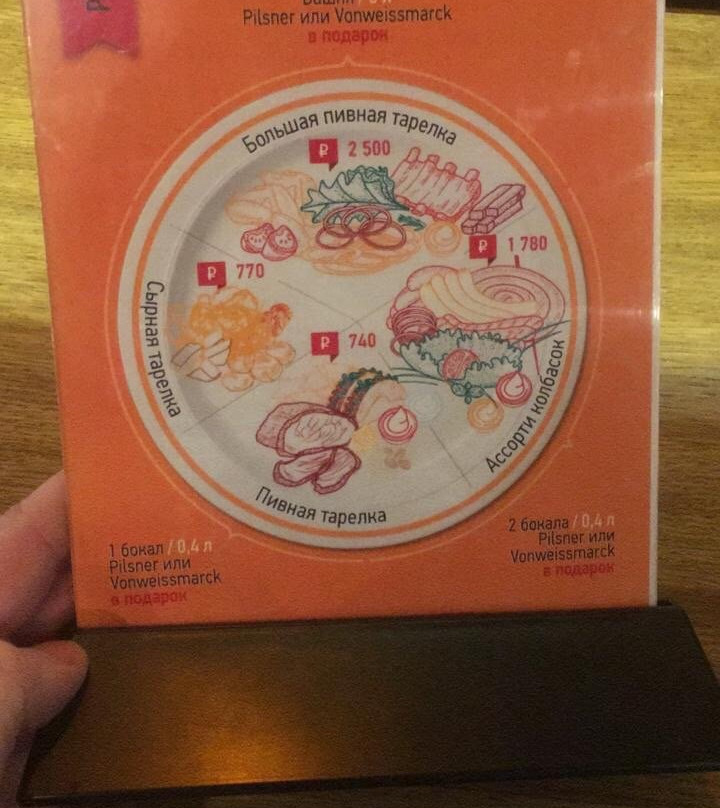 Pilsner или Vonweissmarck
в подарок
Большая пивная тарелка
₽ 2 500
₽ 1 780
₽ 770
Сырная тарелка
₽ 740
Ассорти колбасок
Пивная тарелка
1 бокал / 0,4 л
Pilsner или
Vonweissmarck
в подарок
2 бокала / 0,4 л
Pilsner или
Vonweissmarck
в подарок